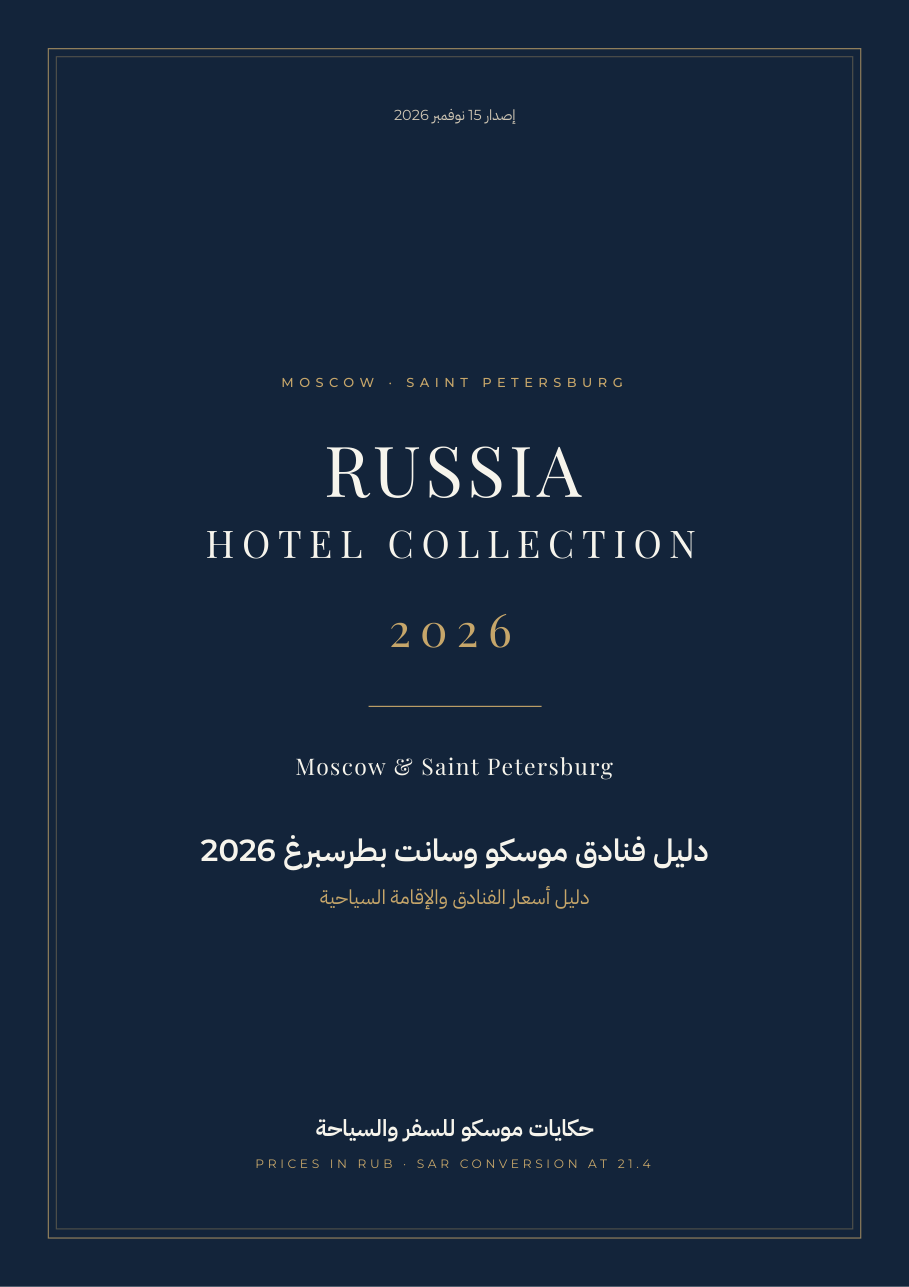 إصدار 15 نوفمبر 2026
MOSCOW · SAINT PETERSBURG
RUSSIA
HOTEL COLLECTION
2026
Moscow & Saint Petersburg
دليل فنادق موسكو وسانت بطرسبرغ 2026
دليل أسعار الفنادق والإقامة السياحية
حكايات موسكو للسفر والسياحة
PRICES IN RUB · SAR CONVERSION AT 21.4